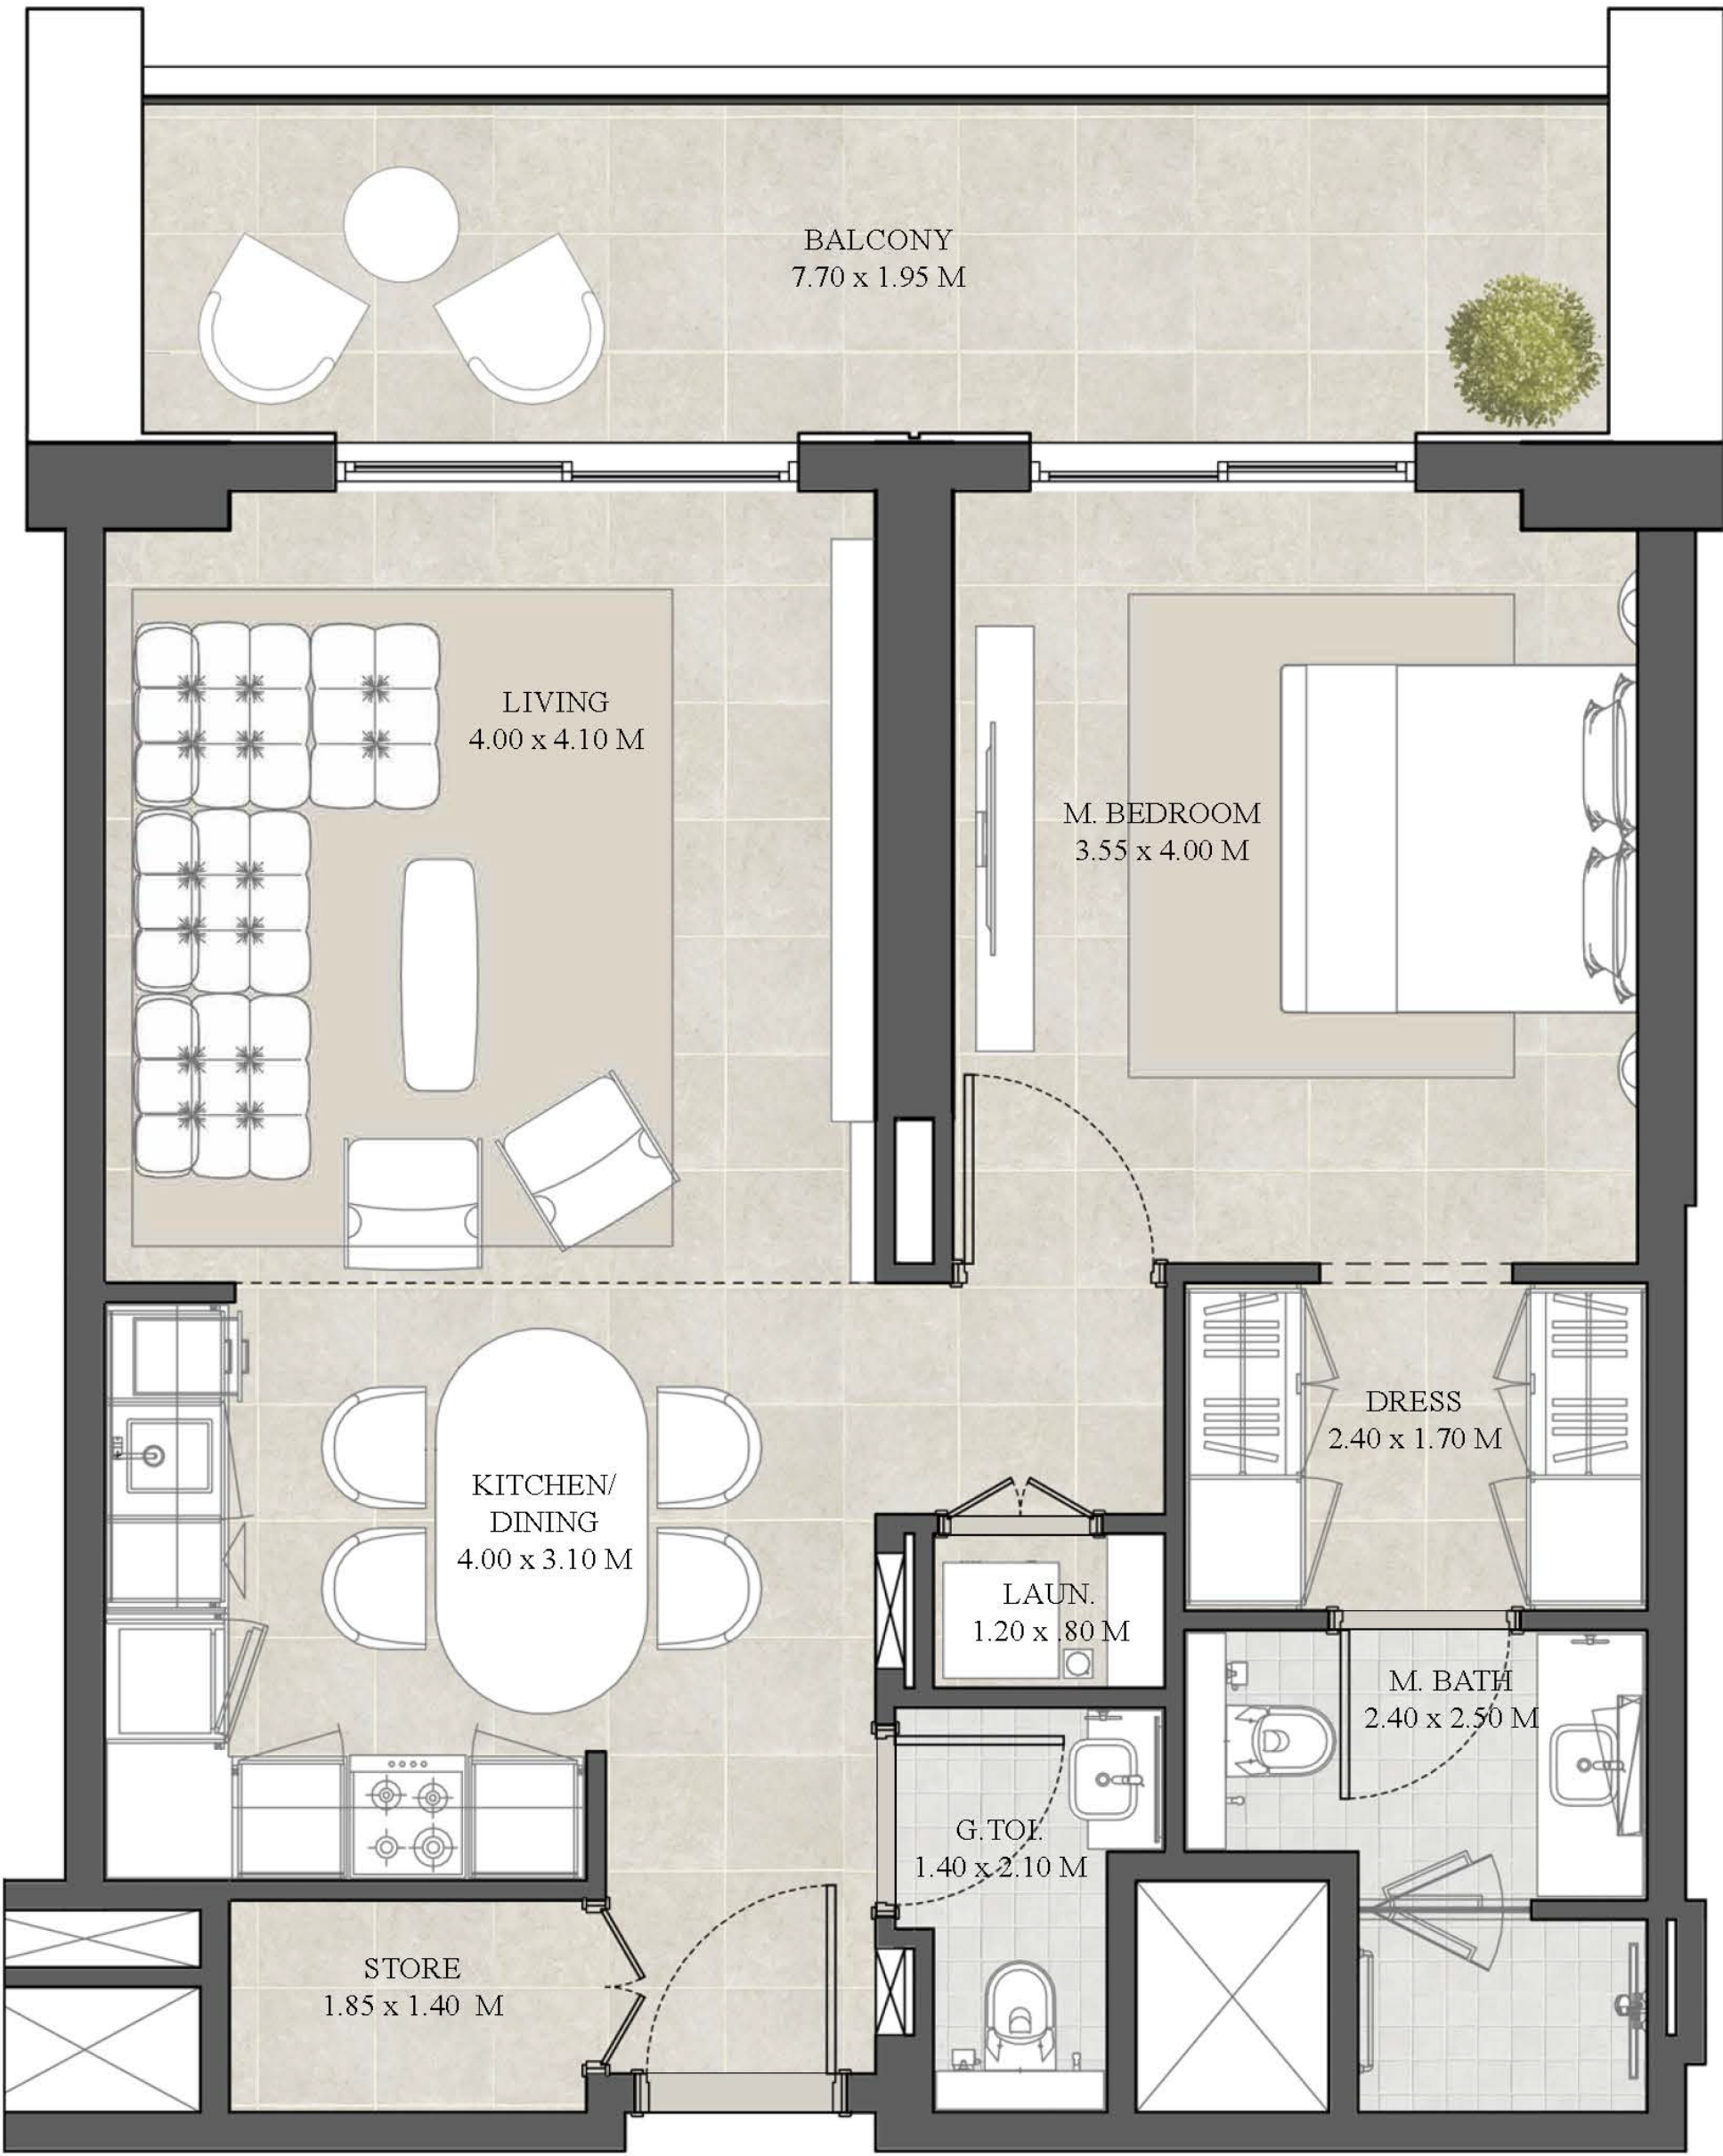 BALCONY
7.70 x 1.95 M
LIVING
4.00 x 4.10 M
M. BEDROOM
3.55 x 4.00 M
DRESS
2.40 x 1.70 M
KITCHEN/
DINING
4.00 x 3.10 M
LAUN.
1.20 x .80 M
M. BATH
2.40 x 2.50 M
G.TOI.
1.40 x 2.10 M
STORE
1.85 x 1.40 M